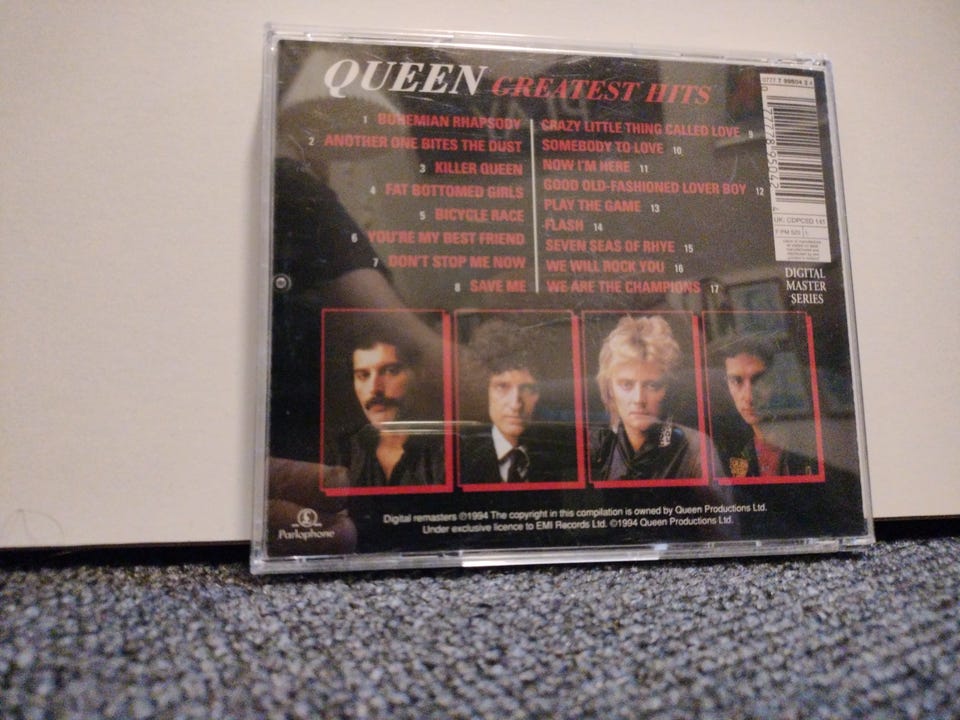 QUEEN GREATEST HITS
1 BOHEMIAN RHAPSODY
2 ANOTHER ONE BITES THE DUST
3 KILLER QUEEN
4 FAT BOTTOMED GIRLS
5 BICYCLE RACE
6 YOU'RE MY BEST FRIEND
7 DON'T STOP ME NOW
8 SAVE ME
CRAZY LITTLE THING CALLED LOVE 9
SOMEBODY TO LOVE 10
NOW I'M HERE 11
GOOD OLD-FASHIONED LOVER BOY 12
PLAY THE GAME 13
FLASH 14
SEVEN SEAS OF RHYE 15
WE WILL ROCK YOU 16
WE ARE THE CHAMPIONS 17
0 77778 95042 4
UK: CDPCSD 141
DIGITAL
MASTER
SERIES
Parlophone
Digital remasters ℗1994 The copyright in this compilation is owned by Queen Productions Ltd.
Under exclusive licence to EMI Records Ltd. ©1994 Queen Productions Ltd.